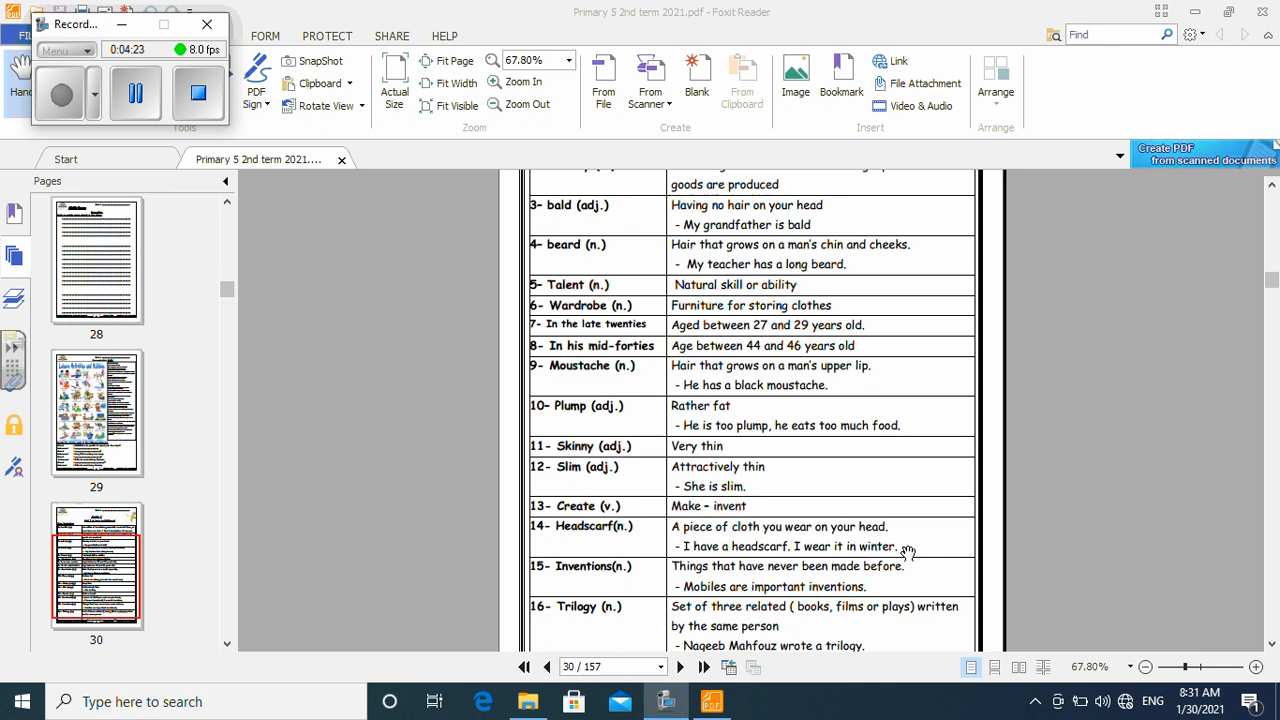 Primary 5 2nd term 2021.pdf - Foxit Reader
Record...
Menu
00:04:23
8.0 fps
FORM
PROTECT
SHARE
HELP
Find
PDF
Sign
SnapShot
Clipboard
Rotate View
Tools
Actual
Size
Fit Page
Fit Width
Fit Visible
67.80%
Zoom In
Zoom Out
Zoom
From
File
From
Scanner
Blank
From
Clipboard
Create
Image
Bookmark
Link
File Attachment
Video & Audio
Insert
Arrange
Arrange
Start
Primary 5 2nd term 2021....
Create PDF
from scanned documents
Pages
28
29
30
goods are produced
3- bald (adj.) Having no hair on your head
- My grandfather is bald
4- beard (n.) Hair that grows on a man's chin and cheeks.
- My teacher has a long beard.
5- Talent (n.) Natural skill or ability
6- Wardrobe (n.) Furniture for storing clothes
7- In the late twenties Aged between 27 and 29 years old.
8- In his mid-forties Age between 44 and 46 years old
9- Moustache (n.) Hair that grows on a man's upper lip.
- He has a black moustache.
10- Plump (adj.) Rather fat
- He is too plump, he eats too much food.
11- Skinny (adj.) Very thin
12- Slim (adj.) Attractively thin
- She is slim.
13- Create (v.) Make - invent
14- Headscarf(n.) A piece of cloth you wear on your head.
- I have a headscarf. I wear it in winter.
15- Inventions(n.) Things that have never been made before.
- Mobiles are important inventions.
16- Trilogy (n.) Set of three related ( books, films or plays) written
by the same person
- Nageeb Mahfouz wrote a trilogy.
30 / 157
67.80%
Type here to search
ENG
8:31 AM
1/30/2021